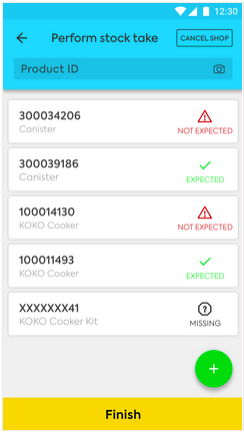 12:30
Perform stock take
CANCEL SHOP
Product ID
300034206
Canister
NOT EXPECTED
300039186
Canister
EXPECTED
100014130
KOKO Cooker
NOT EXPECTED
100011493
KOKO Cooker
EXPECTED
XXXXXXX41
KOKO Cooker Kit
MISSING
Finish